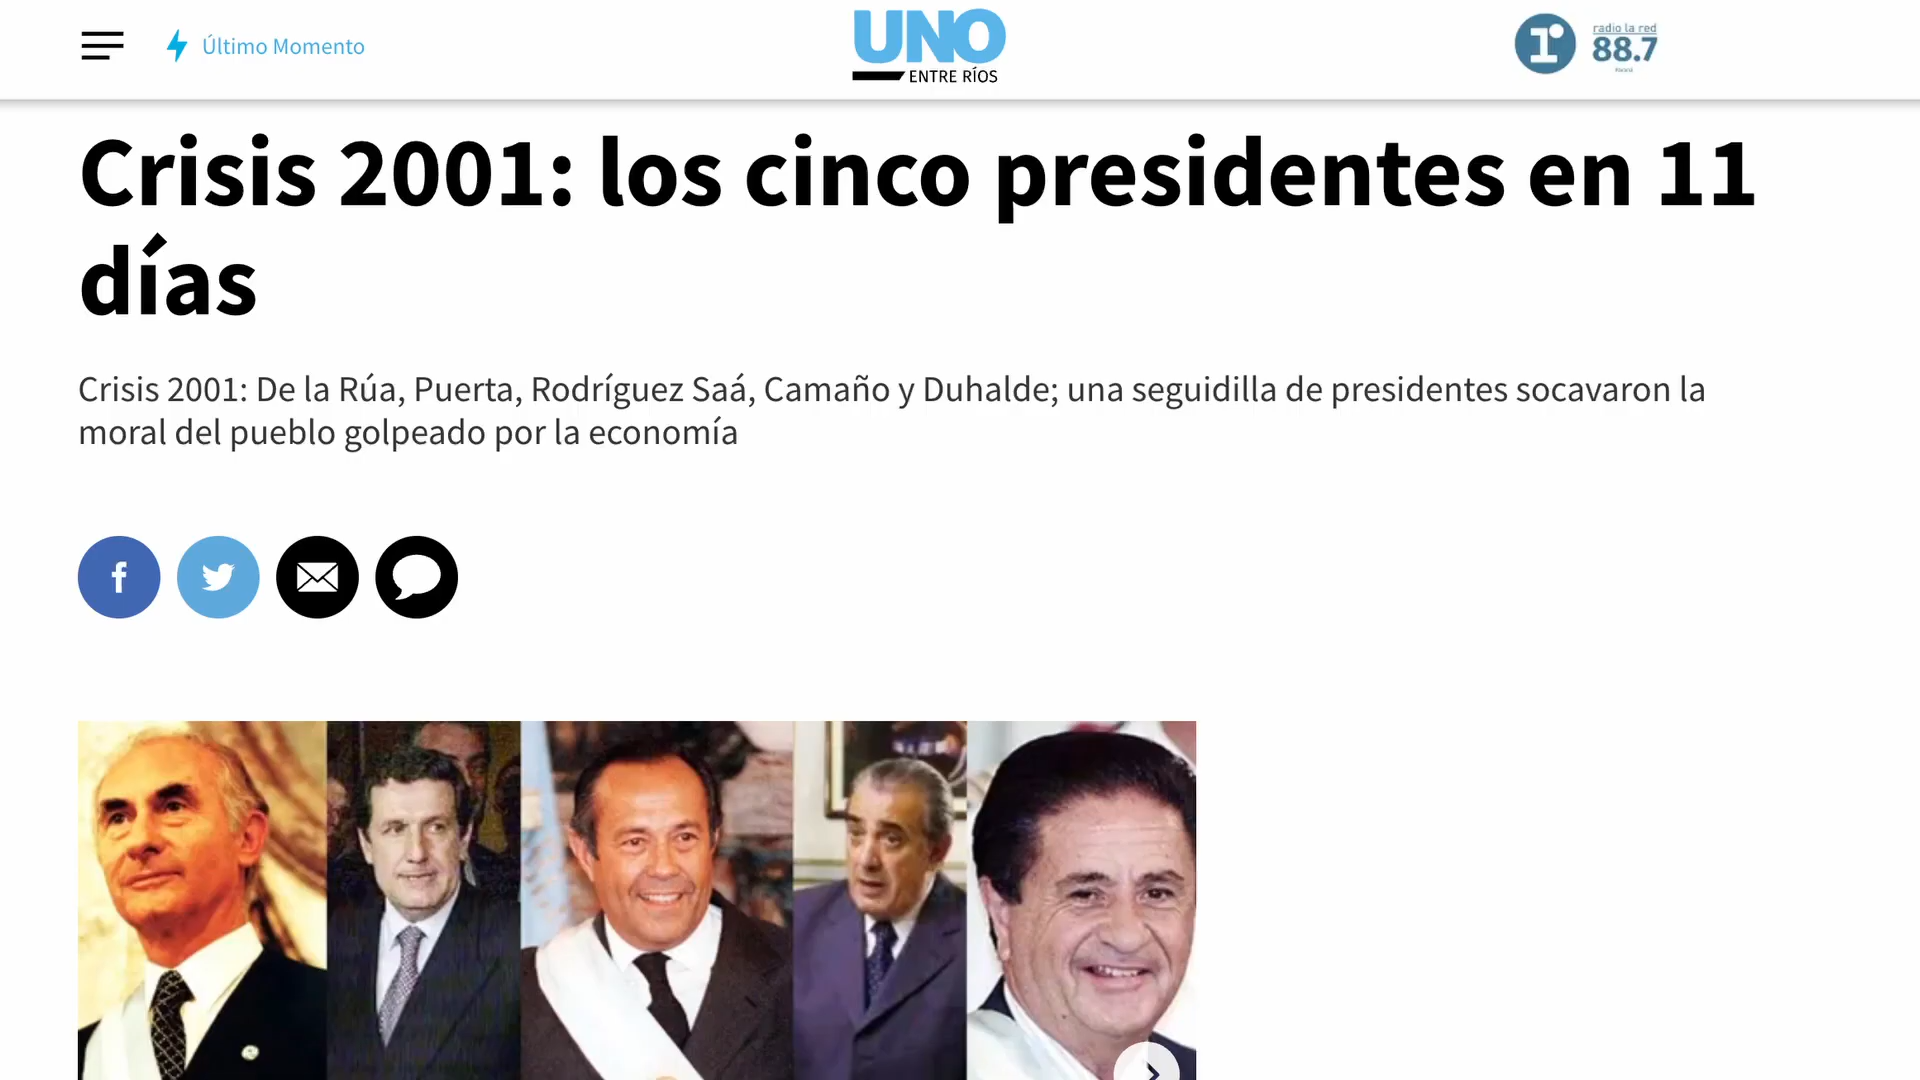 Último Momento
UNO
ENTRE RÍOS
radio la red
88.7
Crisis 2001: los cinco presidentes en 11
días
Crisis 2001: De la Rúa, Puerta, Rodríguez Saá, Camaño y Duhalde; una seguidilla de presidentes socavaron la
moral del pueblo golpeado por la economía